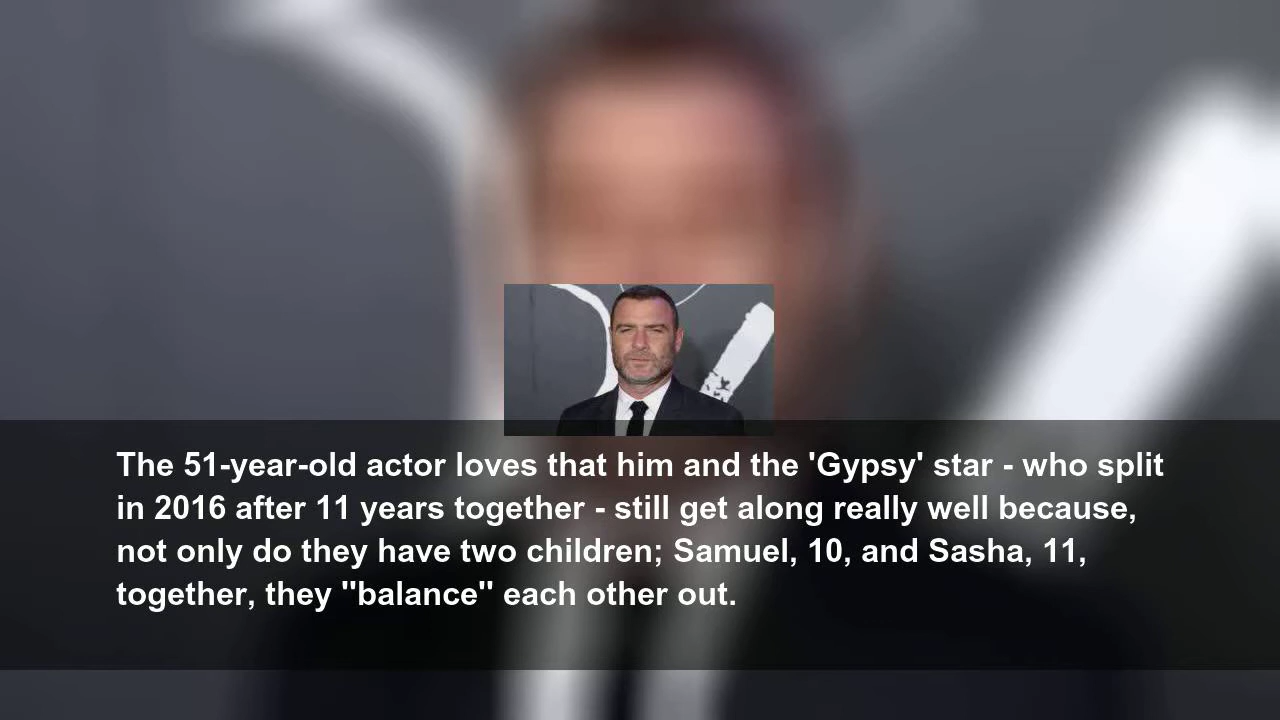 The 51-year-old actor loves that him and the 'Gypsy' star - who split
in 2016 after 11 years together - still get along really well because,
not only do they have two children; Samuel, 10, and Sasha, 11,
together, they "balance" each other out.